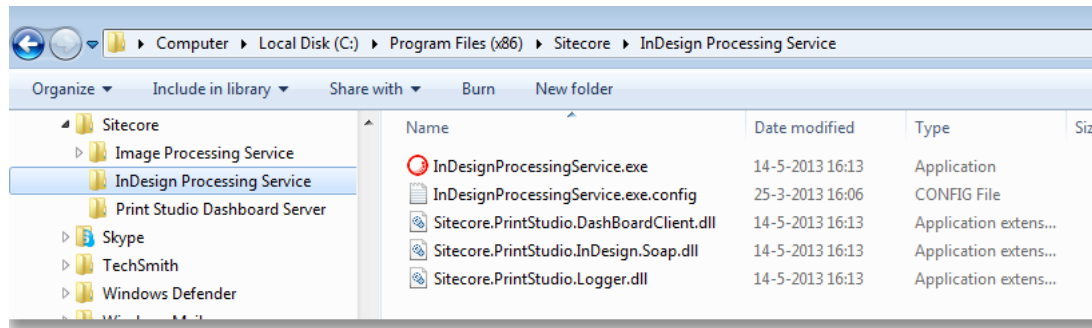 Computer Local Disk (C:) Program Files (x86) Sitecore InDesign Processing Service
Organize Include in library Share with Burn New folder
Sitecore
Image Processing Service
InDesign Processing Service
Print Studio Dashboard Server
Skype
TechSmith
Windows Defender
Name Date modified Type Siz
InDesignProcessingService.exe 14-5-2013 16:13 Application
InDesignProcessingService.exe.config 25-3-2013 16:06 CONFIG File
Sitecore.PrintStudio.DashBoardClient.dll 14-5-2013 16:13 Application extens...
Sitecore.PrintStudio.InDesign.Soap.dll 14-5-2013 16:13 Application extens...
Sitecore.PrintStudio.Logger.dll 14-5-2013 16:13 Application extens...